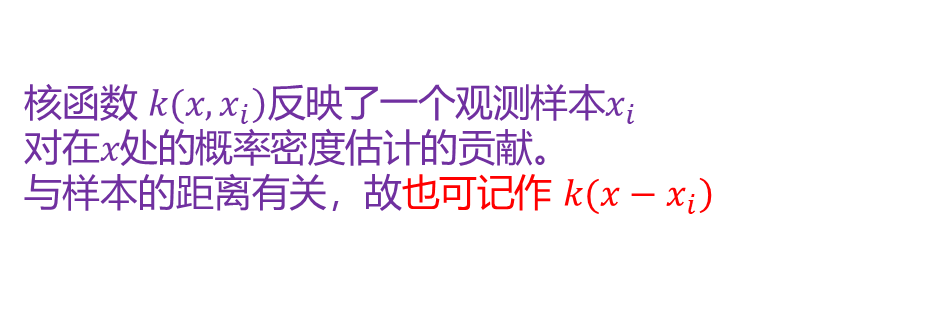 核函数 k(x, xᵢ)反映了一个观测样本xᵢ
对在x处的概率密度估计的贡献。
与样本的距离有关，故也可记作 k(x − xᵢ)